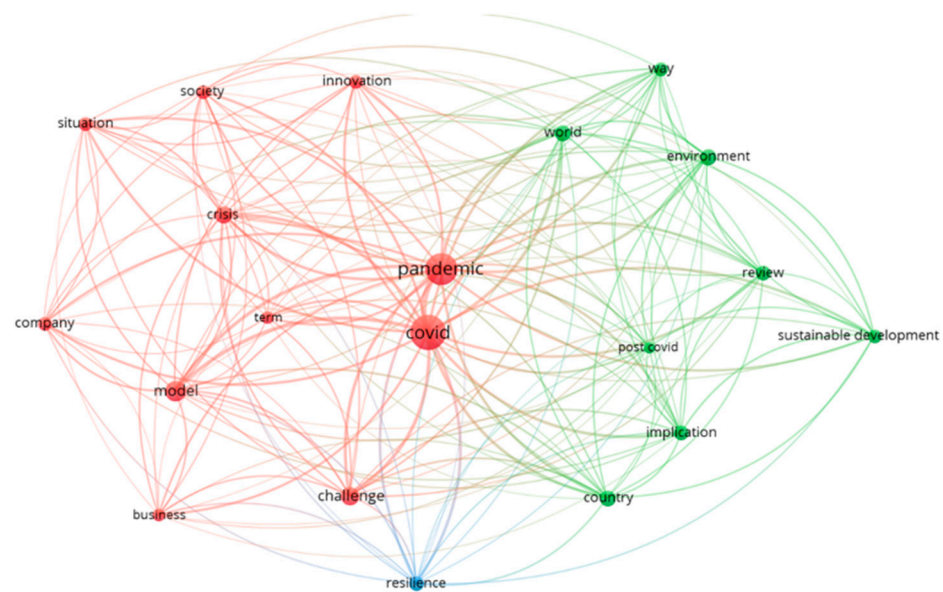 way
innovation
society
situation
world
environment
crisis
pandemic
review
term
company
covid
sustainable development
post covid
model
implication
challenge
country
business
resilience